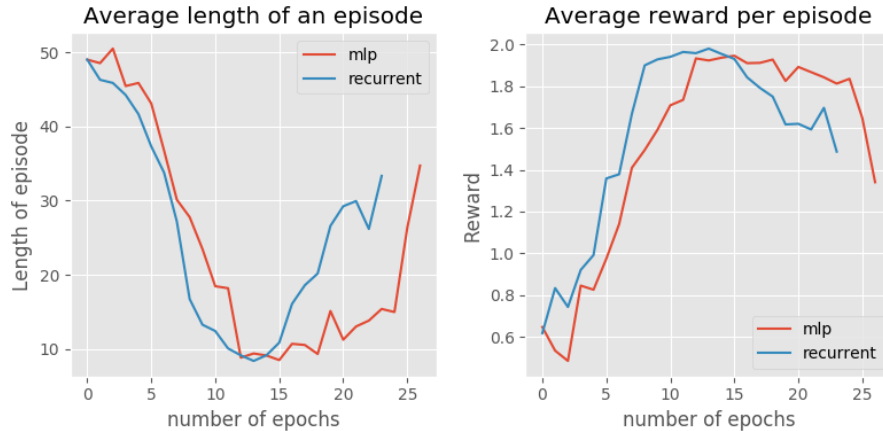 Average length of an episode
mlp
recurrent
50
40
30
20
10
Length of episode
0
5
10
15
20
25
number of epochs
Average reward per episode
2.0
1.8
1.6
1.4
1.2
1.0
0.8
0.6
Reward
mlp
recurrent
0
5
10
15
20
25
number of epochs